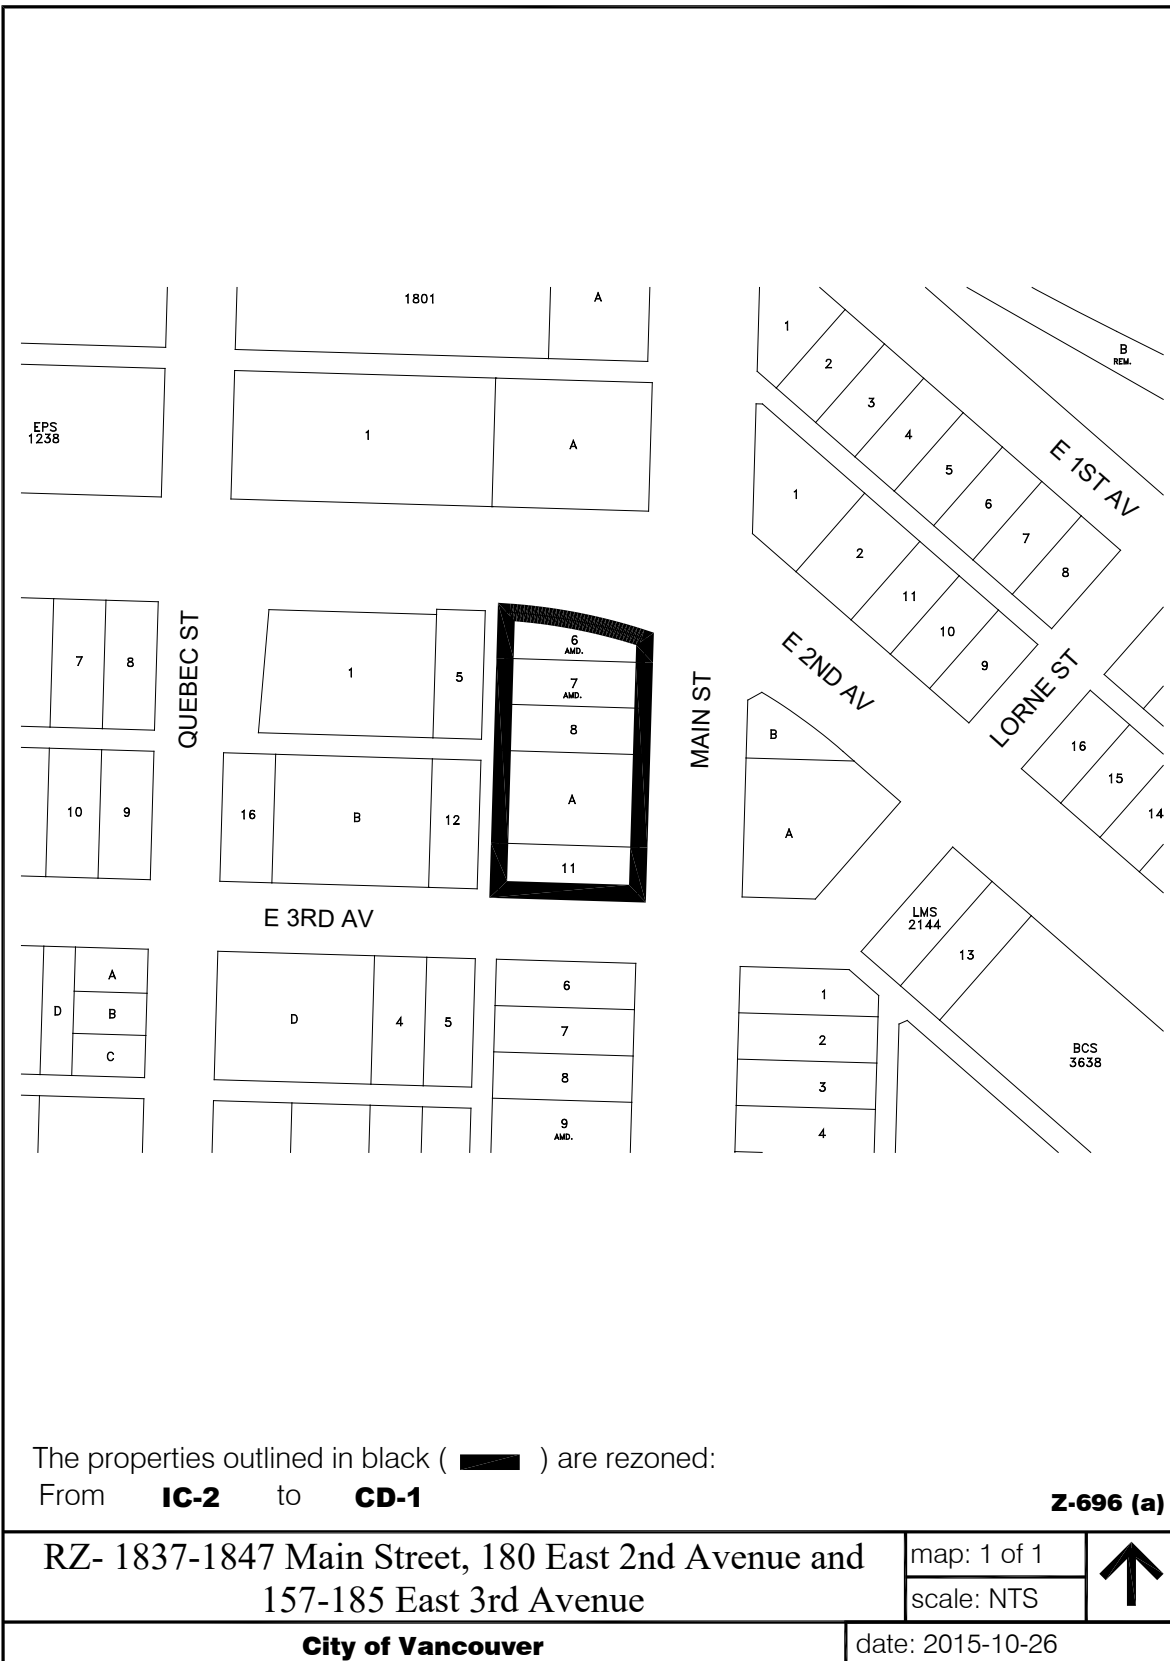 1801
A
1
2
3
4
5
6
7
8
B
REM.
E 1ST AV
EPS
1238
1
A
1
2
11
10
9
E 2ND AV
LORNE ST
7
8
QUEBEC ST
1
5
6
AMD.
7
AMD.
8
A
11
MAIN ST
B
A
16
15
14
10
9
16
B
12
E 3RD AV
LMS
2144
13
BCS
3638
D
A
B
C
D
4
5
6
7
8
9
AMD.
1
2
3
4
The properties outlined in black ( ) are rezoned:
From IC-2 to CD-1
Z-696 (a)
RZ- 1837-1847 Main Street, 180 East 2nd Avenue and
157-185 East 3rd Avenue
map: 1 of 1
scale: NTS
City of Vancouver
date: 2015-10-26